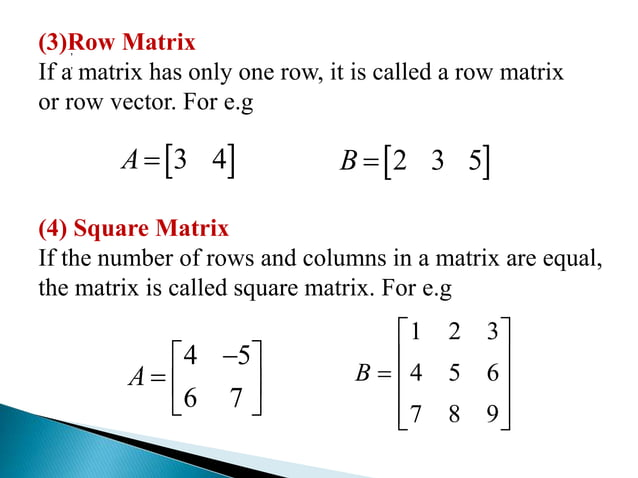 (3)Row Matrix
If a matrix has only one row, it is called a row matrix
or row vector. For e.g
A = [3 4] B = [2 3 5]
(4) Square Matrix
If the number of rows and columns in a matrix are equal,
the matrix is called square matrix. For e.g
A = [4 −5
6 7]
B = [1 2 3
4 5 6
7 8 9]